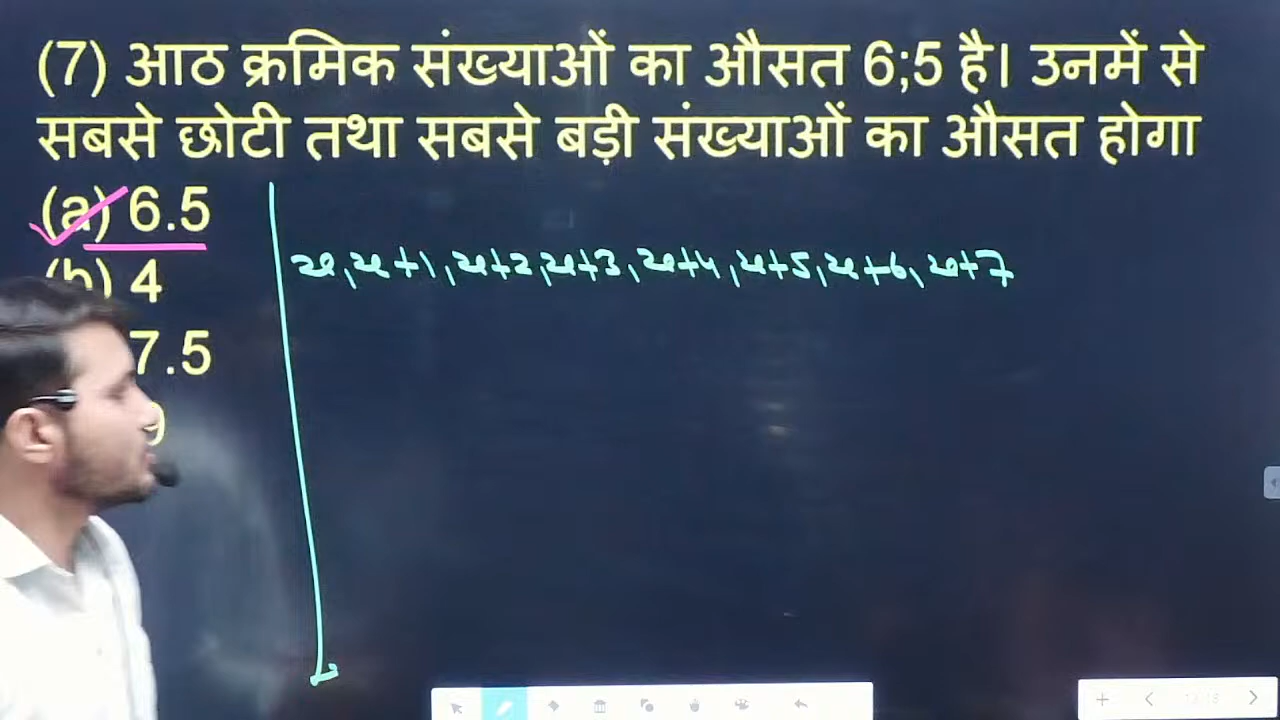 (7) आठ क्रमिक संख्याओं का औसत 6;5 है। उनमें से
सबसे छोटी तथा सबसे बड़ी संख्याओं का औसत होगा
(a) 6.5
(b) 4
7.5
9
x, x+1, x+2, x+3, x+4, x+5, x+6, x+7